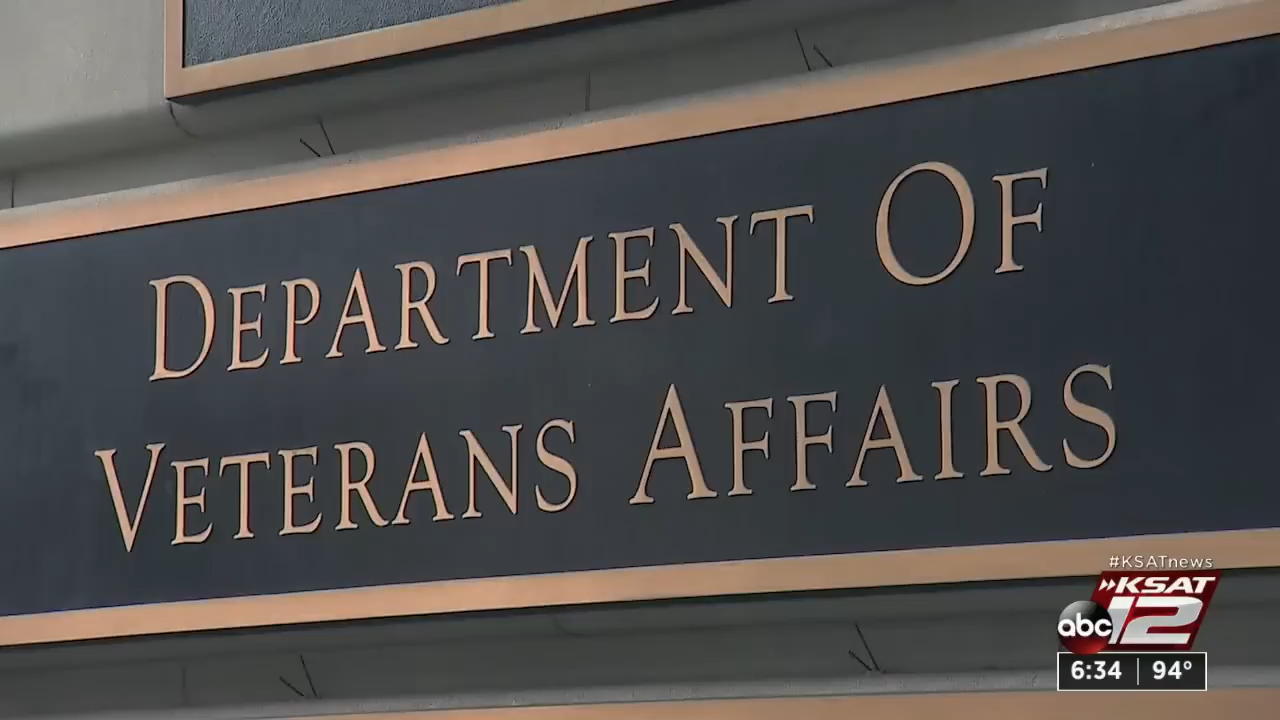 DEPARTMENT OF
VETERANS AFFAIRS
#KSATnews
KSAT
abc 12
6:34 94°